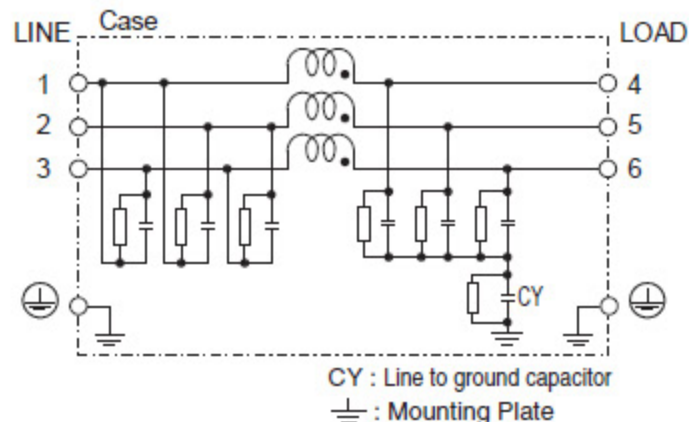 Case
LINE
LOAD
1
4
2
5
3
6
CY
CY : Line to ground capacitor
: Mounting Plate